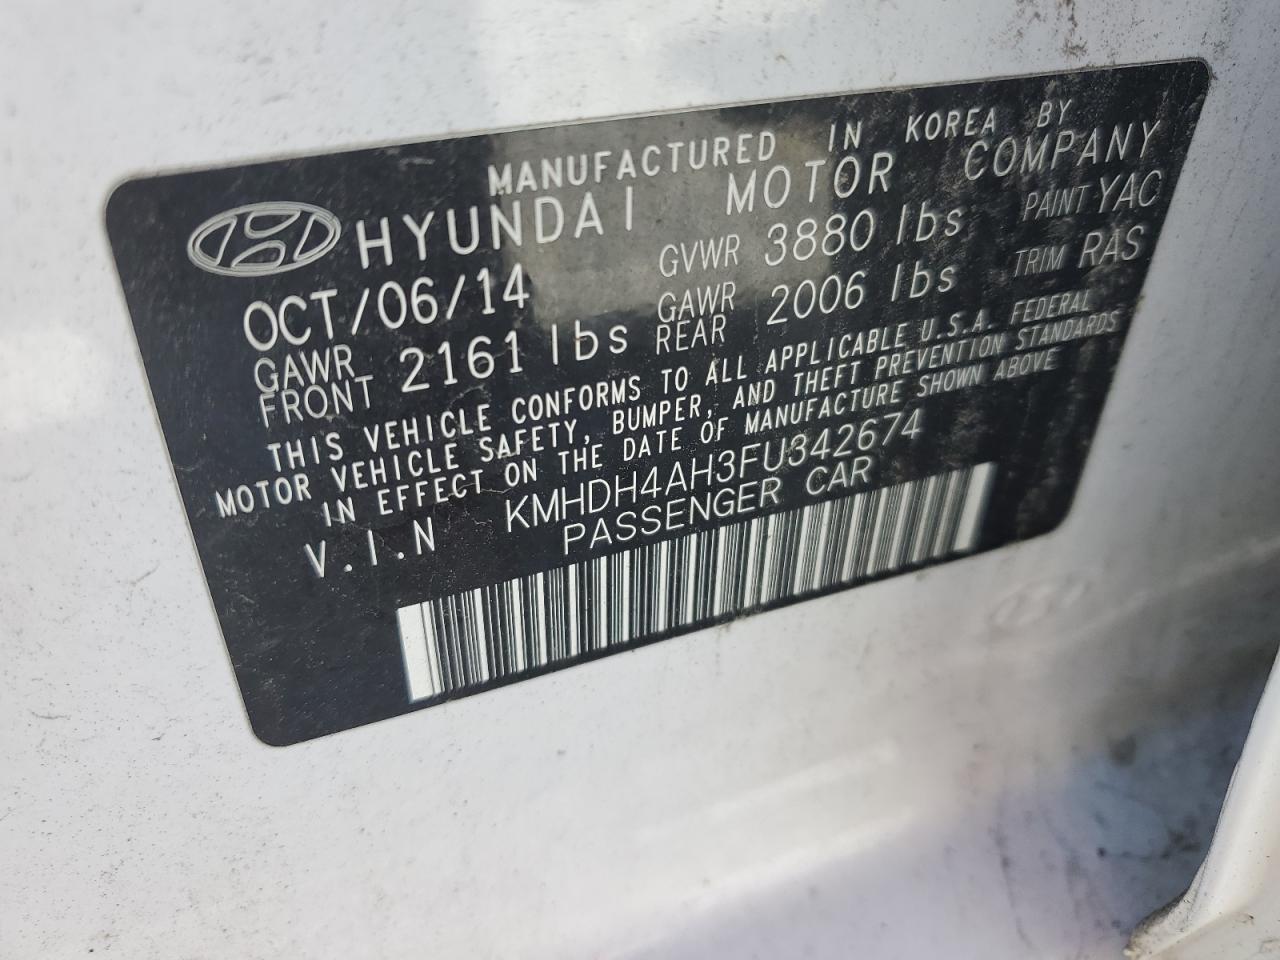 MANUFACTURED IN KOREA BY
HYUNDAI MOTOR COMPANY
OCT/06/14 GVWR 3880 lbs PAINT YAC
GAWR FRONT 2161 lbs GAWR REAR 2006 lbs TRIM RAS
THIS VEHICLE CONFORMS TO ALL APPLICABLE U.S.A. FEDERAL
MOTOR VEHICLE SAFETY, BUMPER, AND THEFT PREVENTION STANDARDS
IN EFFECT ON THE DATE OF MANUFACTURE SHOWN ABOVE
V.I.N KMHDH4AH3FU342674
PASSENGER CAR